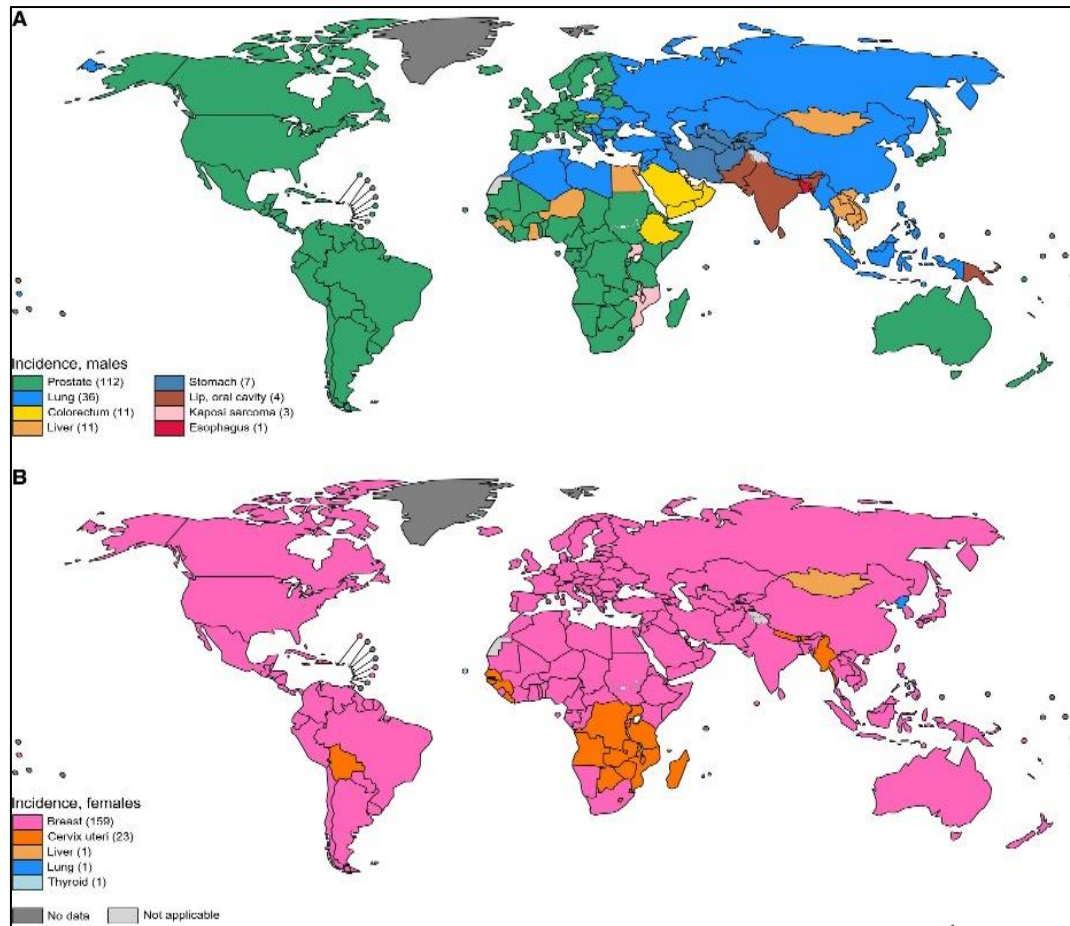 A
Incidence, males
Prostate (112)
Lung (36)
Colorectum (11)
Liver (11)
Stomach (7)
Lip, oral cavity (4)
Kaposi sarcoma (3)
Esophagus (1)
B
Incidence, females
Breast (159)
Cervix uteri (23)
Liver (1)
Lung (1)
Thyroid (1)
No data
Not applicable